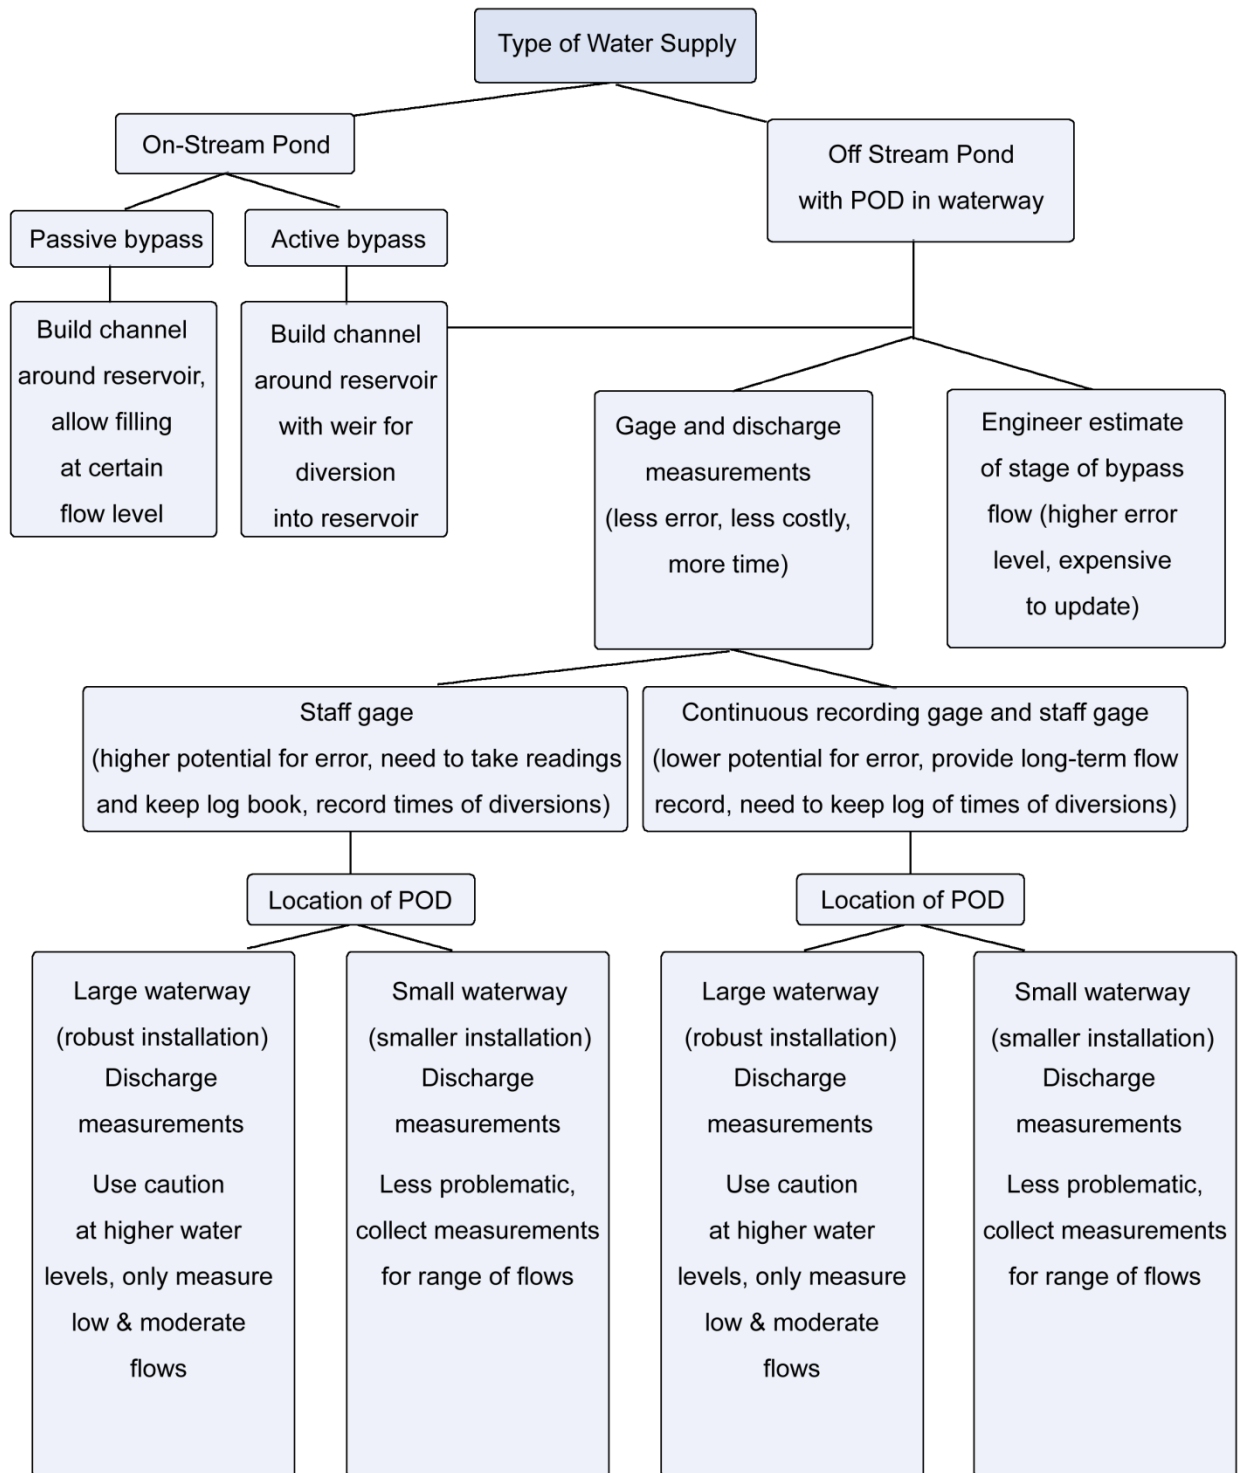 Type of Water Supply
On-Stream Pond
Off Stream Pond
with POD in waterway
Passive bypass
Active bypass
Build channel
around reservoir,
allow filling
at certain
flow level
Build channel
around reservoir
with weir for
diversion
into reservoir
Gage and discharge
measurements
(less error, less costly,
more time)
Engineer estimate
of stage of bypass
flow (higher error
level, expensive
to update)
Staff gage
(higher potential for error, need to take readings
and keep log book, record times of diversions)
Continuous recording gage and staff gage
(lower potential for error, provide long-term flow
record, need to keep log of times of diversions)
Location of POD
Location of POD
Large waterway
(robust installation)
Discharge
measurements
Use caution
at higher water
levels, only measure
low & moderate
flows
Small waterway
(smaller installation)
Discharge
measurements
Less problematic,
collect measurements
for range of flows
Large waterway
(robust installation)
Discharge
measurements
Use caution
at higher water
levels, only measure
low & moderate
flows
Small waterway
(smaller installation)
Discharge
measurements
Less problematic,
collect measurements
for range of flows